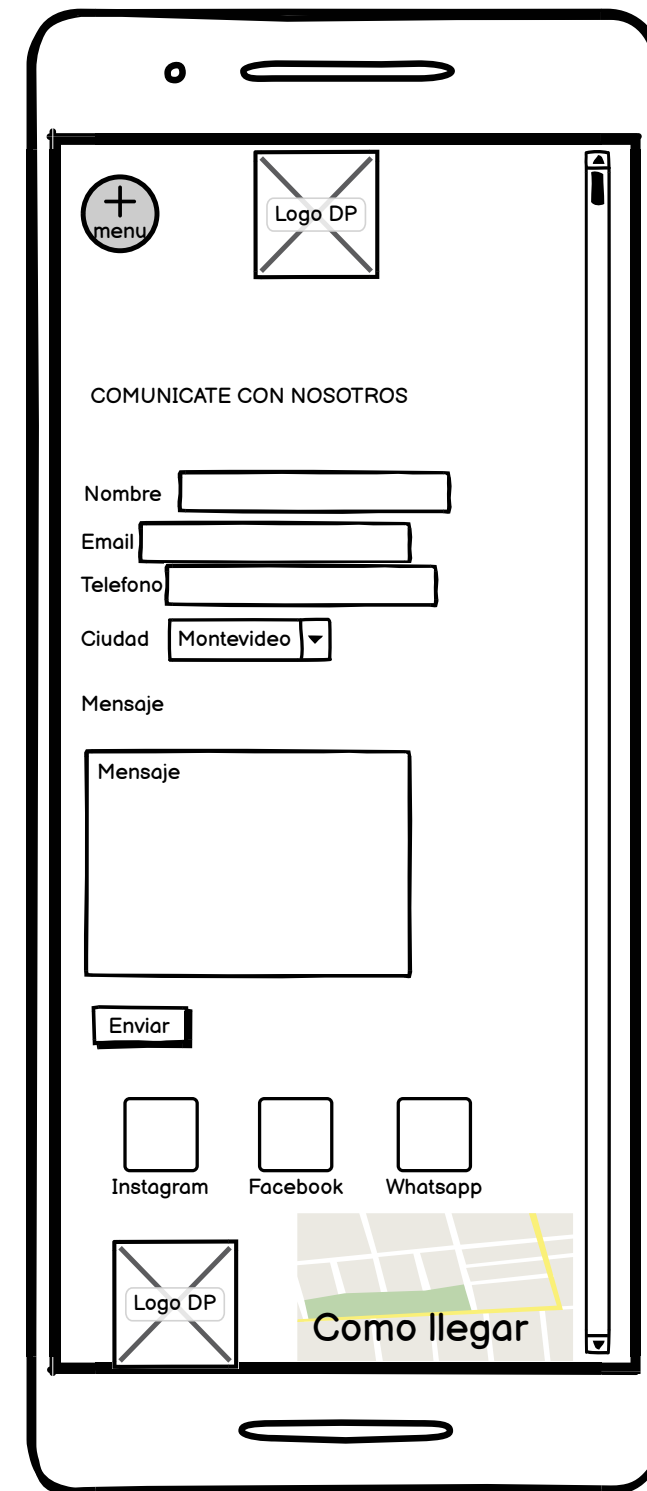 menu
Logo DP
COMUNICATE CON NOSOTROS
Nombre
Email
Telefono
Ciudad Montevideo
Mensaje
Mensaje
Enviar
Instagram Facebook Whatsapp
Logo DP
Como llegar